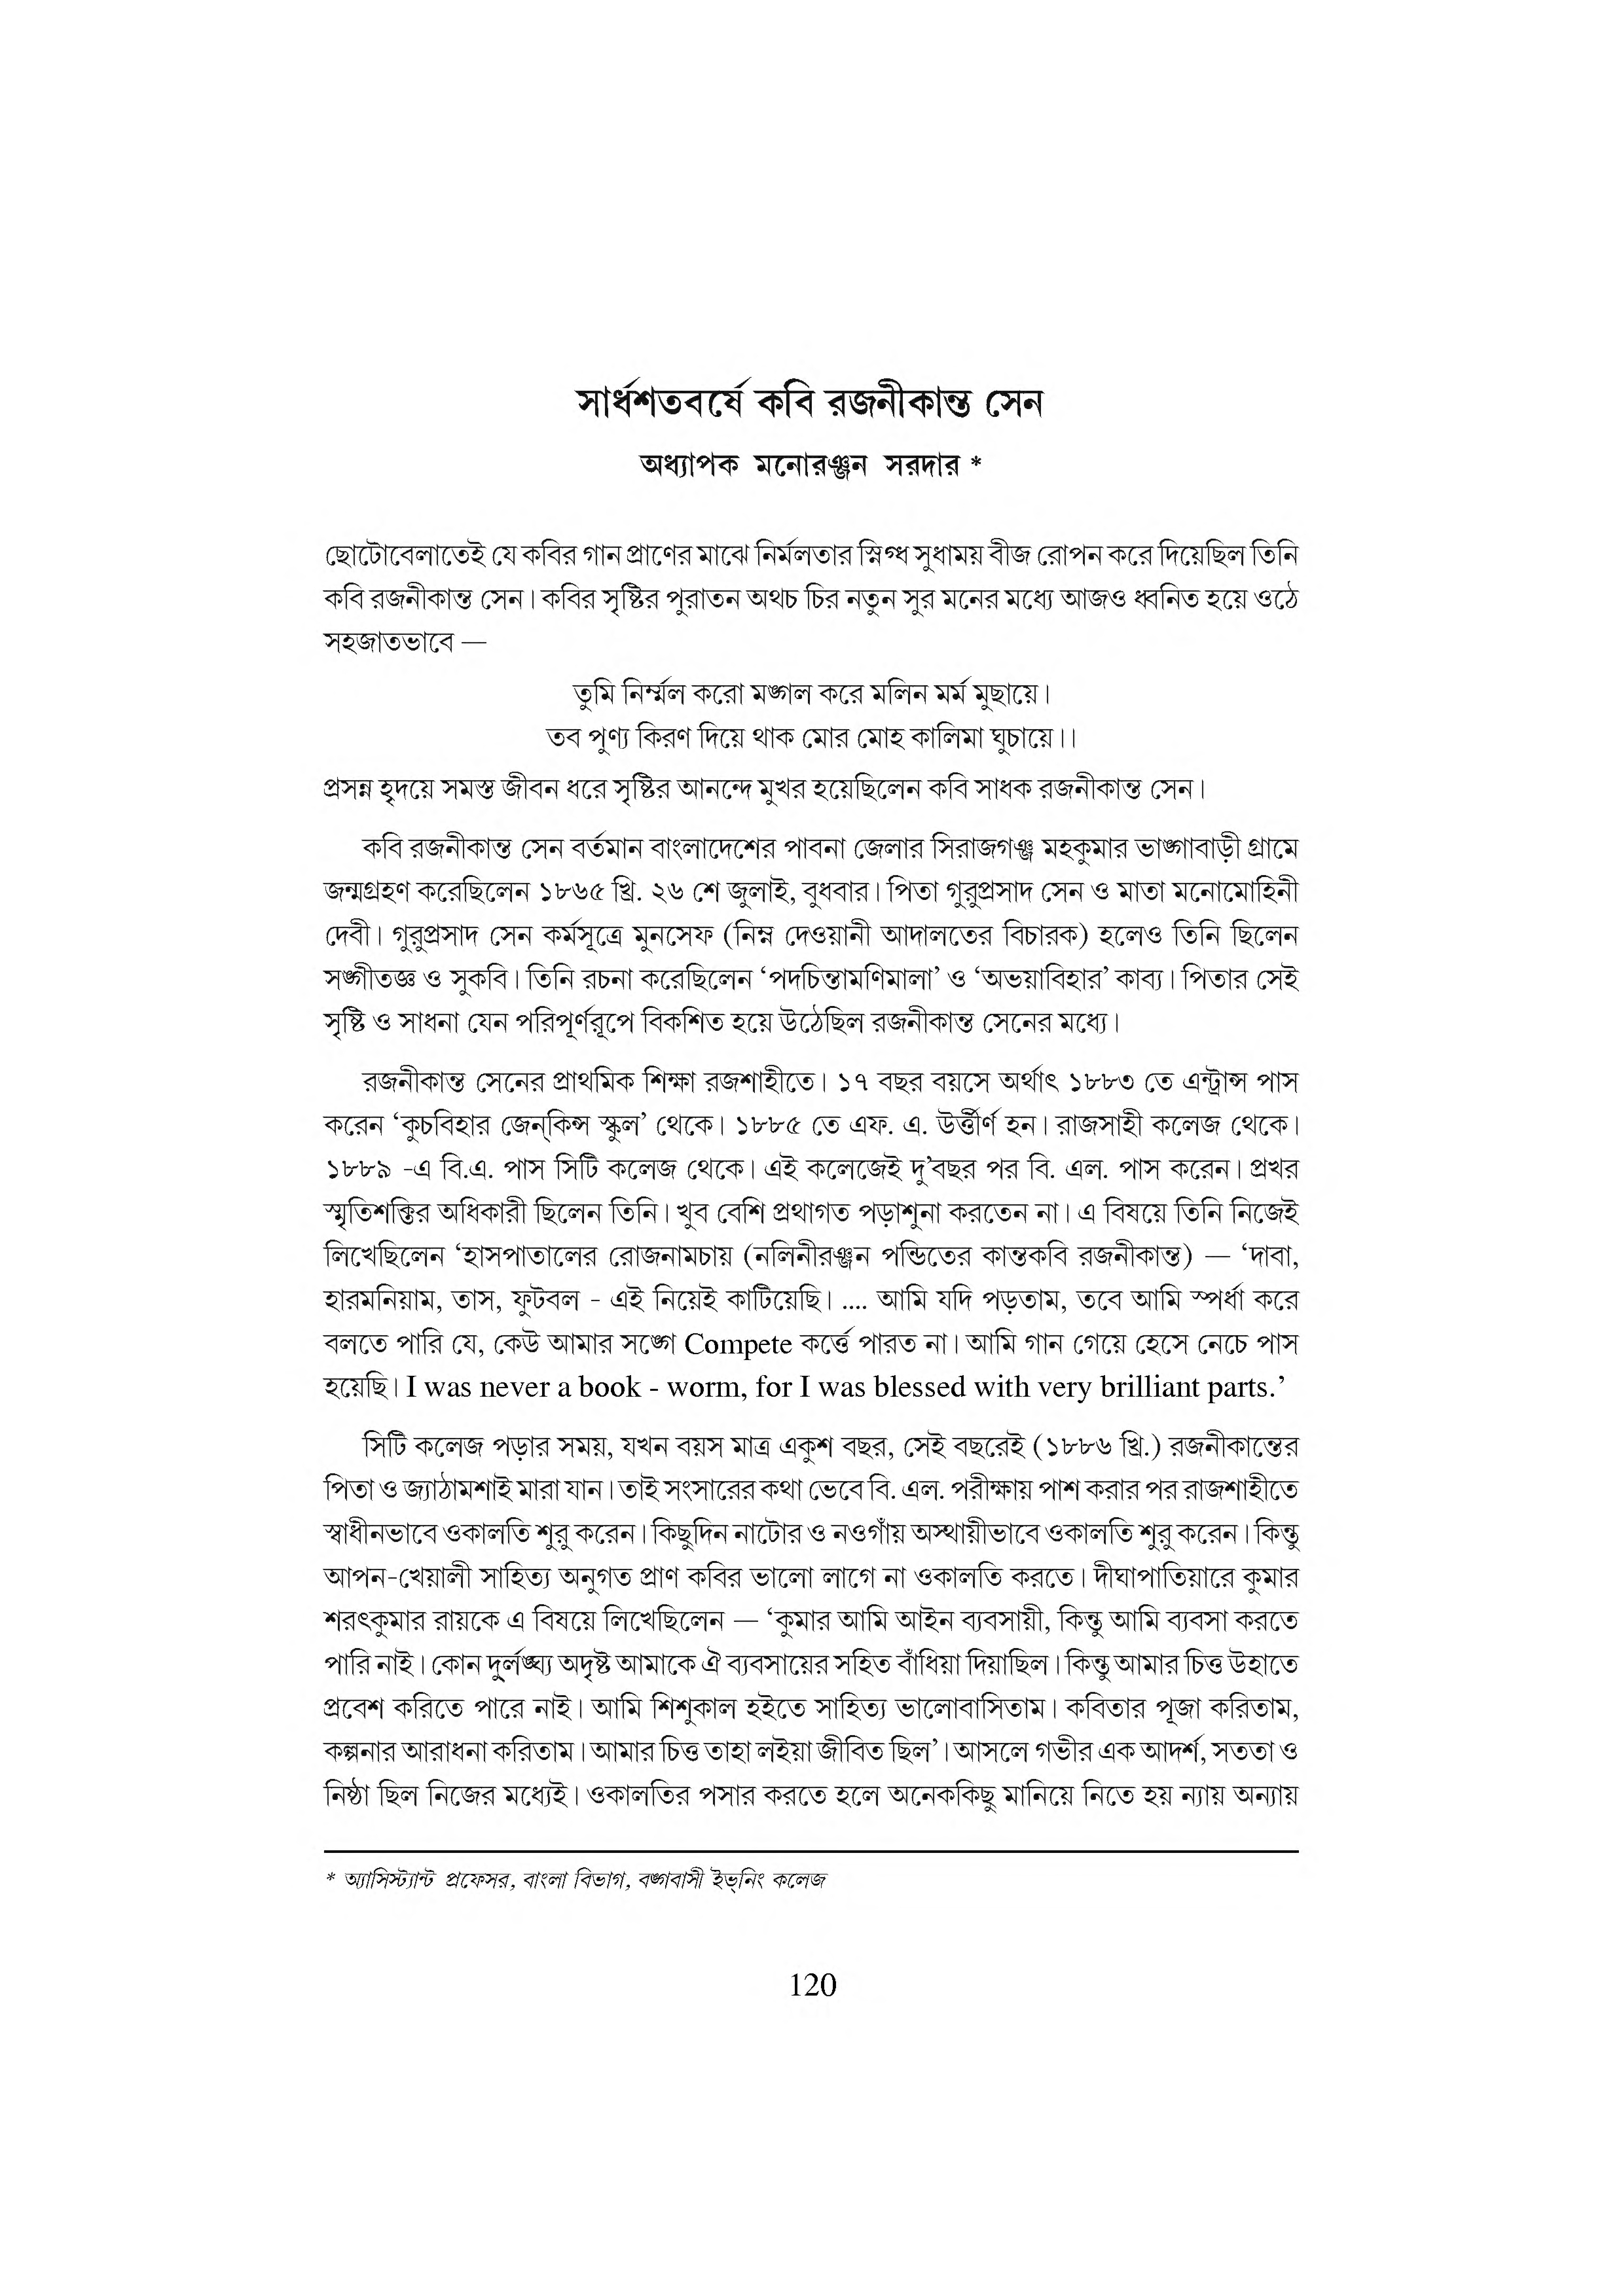 সার্ধশতবর্ষে কবি রজনীকান্ত সেন
অধ্যাপক মনোরঞ্জন সরদার *
ছোটোবেলাতেই যে কবির গান প্রাণের মাঝে নির্মলতার স্নিগ্ধ সুধাময় বীজ রোপন করে দিয়েছিল তিনি
কবি রজনীকান্ত সেন। কবির সৃষ্টির পুরাতন অথচ চির নতুন সুর মনের মধ্যে আজও ধ্বনিত হয়ে ওঠে
সহজাতভাবে —
তুমি নির্ম্মল করো মঙ্গল করে মলিন মর্ম মুছায়ে।
তব পুণ্য কিরণ দিয়ে থাক মোর মোহ কালিমা ঘুচায়ে।।
প্রসন্ন হৃদয়ে সমস্ত জীবন ধরে সৃষ্টির আনন্দে মুখর হয়েছিলেন কবি সাধক রজনীকান্ত সেন।
কবি রজনীকান্ত সেন বর্তমান বাংলাদেশের পাবনা জেলার সিরাজগঞ্জ মহকুমার ভাঙ্গাবাড়ী গ্রামে
জন্মগ্রহণ করেছিলেন ১৮৬৫ খ্রি. ২৬ শে জুলাই, বুধবার। পিতা গুরুপ্রসাদ সেন ও মাতা মনোমোহিনী
দেবী। গুরুপ্রসাদ সেন কর্মসূত্রে মুনসেফ (নিম্ন দেওয়ানী আদালতের বিচারক) হলেও তিনি ছিলেন
সঙ্গীতজ্ঞ ও সুকবি। তিনি রচনা করেছিলেন ‘পদচিন্তামণিমালা’ ও ‘অভয়াবিহার’ কাব্য। পিতার সেই
সৃষ্টি ও সাধনা যেন পরিপূর্ণরূপে বিকশিত হয়ে উঠেছিল রজনীকান্ত সেনের মধ্যে।
রজনীকান্ত সেনের প্রাথমিক শিক্ষা রজশাহীতে। ১৭ বছর বয়সে অর্থাৎ ১৮৮৩ তে এন্ট্রান্স পাস
করেন ‘কুচবিহার জেন্‌কিন্স স্কুল’ থেকে। ১৮৮৫ তে এফ. এ. উর্ত্তীর্ণ হন। রাজসাহী কলেজ থেকে।
১৮৮৯ -এ বি.এ. পাস সিটি কলেজ থেকে। এই কলেজেই দু’বছর পর বি. এল. পাস করেন। প্রখর
স্মৃতিশক্তির অধিকারী ছিলেন তিনি। খুব বেশি প্রথাগত পড়াশুনা করতেন না। এ বিষয়ে তিনি নিজেই
লিখেছিলেন ‘হাসপাতালের রোজনামচায় (নলিনীরঞ্জন পন্ডিতের কান্তকবি রজনীকান্ত) — ‘দাবা,
হারমনিয়াম, তাস, ফুটবল - এই নিয়েই কাটিয়েছি। .... আমি যদি পড়তাম, তবে আমি স্পর্ধা করে
বলতে পারি যে, কেউ আমার সঙ্গে Compete কর্ত্তে পারত না। আমি গান গেয়ে হেসে নেচে পাস
হয়েছি। I was never a book - worm, for I was blessed with very brilliant parts.’
সিটি কলেজ পড়ার সময়, যখন বয়স মাত্র একুশ বছর, সেই বছরেই (১৮৮৬ খ্রি.) রজনীকান্তের
পিতা ও জ্যাঠামশাই মারা যান। তাই সংসারের কথা ভেবে বি. এল. পরীক্ষায় পাশ করার পর রাজশাহীতে
স্বাধীনভাবে ওকালতি শুরু করেন। কিছুদিন নাটোর ও নওগাঁয় অস্থায়ীভাবে ওকালতি শুরু করেন। কিন্তু
আপন-খেয়ালী সাহিত্য অনুগত প্রাণ কবির ভালো লাগে না ওকালতি করতে। দীঘাপাতিয়ারে কুমার
শরৎকুমার রায়কে এ বিষয়ে লিখেছিলেন — ‘কুমার আমি আইন ব্যবসায়ী, কিন্তু আমি ব্যবসা করতে
পারি নাই। কোন দুর্লঙ্ঘ্য অদৃষ্ট আমাকে ঐ ব্যবসায়ের সহিত বাঁধিয়া দিয়াছিল। কিন্তু আমার চিত্ত উহাতে
প্রবেশ করিতে পারে নাই। আমি শিশুকাল হইতে সাহিত্য ভালোবাসিতাম। কবিতার পূজা করিতাম,
কল্পনার আরাধনা করিতাম। আমার চিত্ত তাহা লইয়া জীবিত ছিল’। আসলে গভীর এক আদর্শ, সততা ও
নিষ্ঠা ছিল নিজের মধ্যেই। ওকালতির পসার করতে হলে অনেককিছু মানিয়ে নিতে হয় ন্যায় অন্যায়
* অ্যাসিস্ট্যান্ট প্রফেসর, বাংলা বিভাগ, বঙ্গবাসী ইভ্‌নিং কলেজ
120